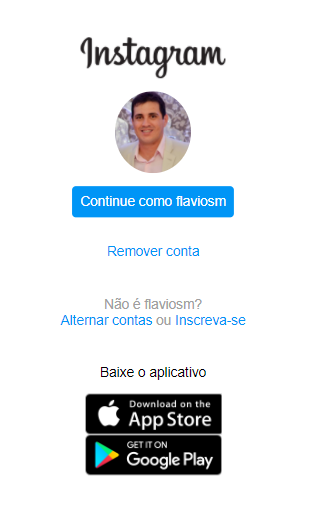 Instagram
Continue como flaviosm
Remover conta
Não é flaviosm?
Alternar contas ou Inscreva-se
Baixe o aplicativo
Download on the
App Store
GET IT ON
Google Play